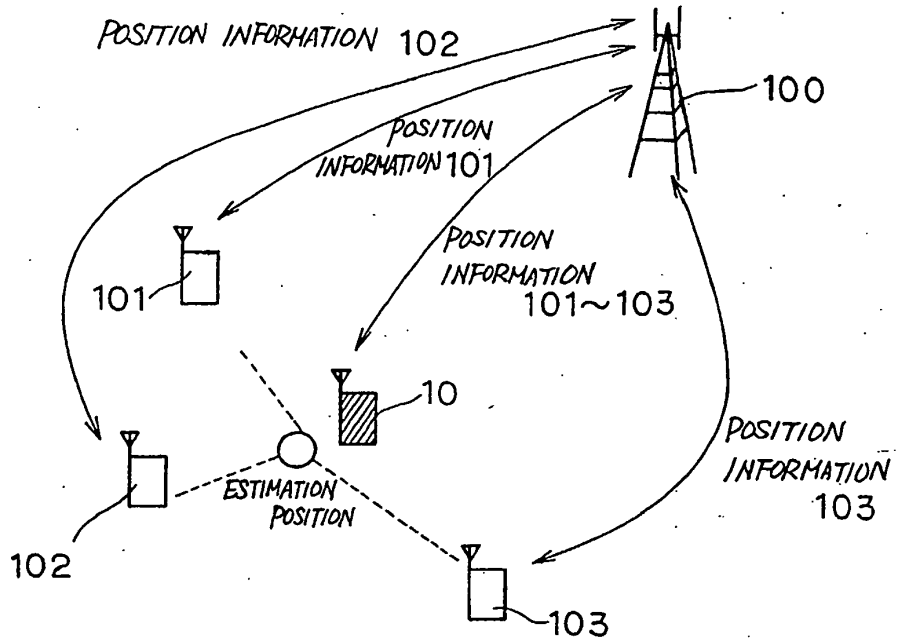 POSITION INFORMATION 102
100
POSITION
INFORMATION 101
101
POSITION
INFORMATION
101~103
10
102
ESTIMATION
POSITION
POSITION
INFORMATION
103
103